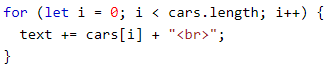 for (let i = 0; i < cars.length; i++) {
  text += cars[i] + "<br>";
}